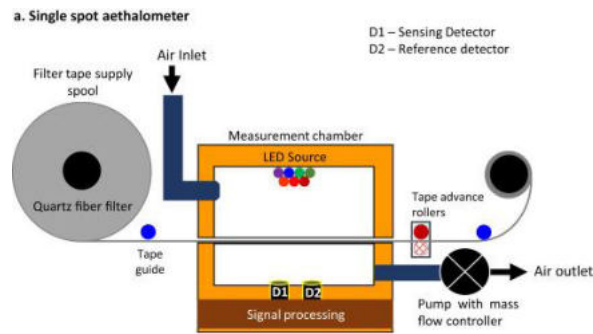 a. Single spot aethalometer
D1 – Sensing Detector
D2 – Reference detector
Air Inlet
Filter tape supply
spool
Measurement chamber
LED Source
Quartz fiber filter
Tape advance
rollers
Tape
guide
D1 D2
Air outlet
Signal processing
Pump with mass
flow controller